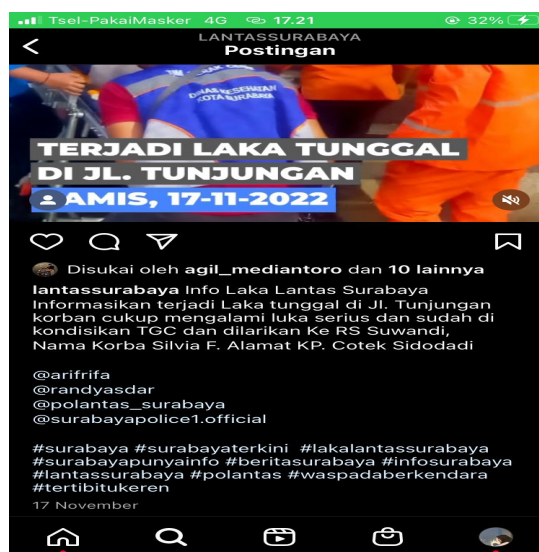 Tsel-PakaiMasker 4G 17.21 32%
LANTASSURABAYA
Postingan
DINAS KESEHATAN
KOTA SURABAYA
TERJADI LAKA TUNGGAL
DI JL. TUNJUNGAN
AMIS, 17-11-2022
Disukai oleh agil_mediantoro dan 10 lainnya
lantassurabaya Info Laka Lantas Surabaya
Informasikan terjadi Laka tunggal di Jl. Tunjungan
korban cukup mengalami luka serius dan sudah di
kondisikan TGC dan dilarikan Ke RS Suwandi,
Nama Korba Silvia F. Alamat KP. Cotek Sidodadi
@arifrifa
@randyasdar
@polantas_surabaya
@surabayapolice1.official
#surabaya #surabayaterkini #lakalantassurabaya
#surabayapunyainfo #beritasurabaya #infosurabaya
#lantassurabaya #polantas #waspadaberkendara
#tertibitukeren
17 November